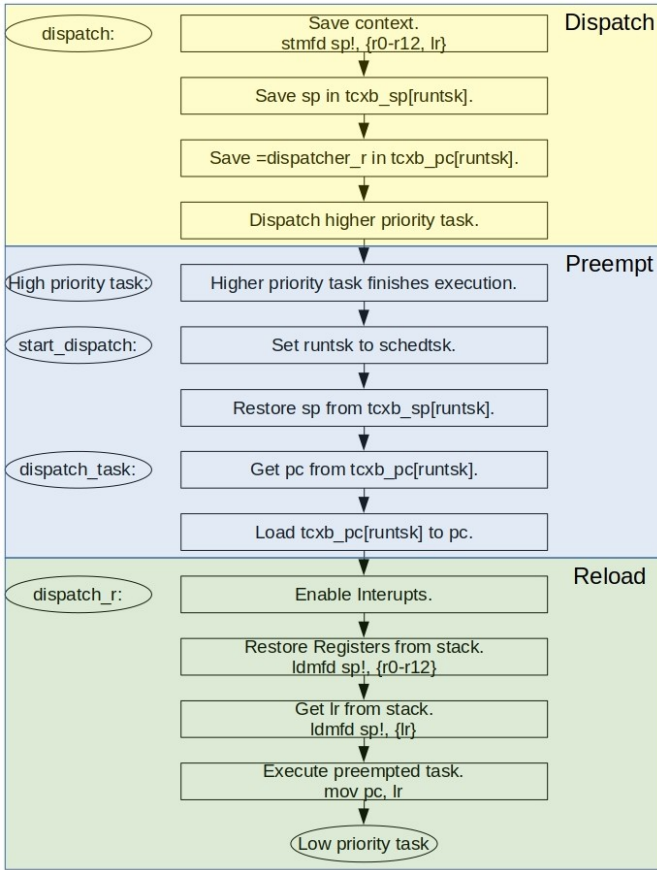 Dispatch
dispatch:
Save context.
stmfd sp!, {r0-r12, lr}
Save sp in tcxb_sp[runtsk].
Save =dispatcher_r in tcxb_pc[runtsk].
Dispatch higher priority task.
Preempt
High priority task:
Higher priority task finishes execution.
start_dispatch:
Set runtsk to schedtsk.
Restore sp from tcxb_sp[runtsk].
dispatch_task:
Get pc from tcxb_pc[runtsk].
Load tcxb_pc[runtsk] to pc.
Reload
dispatch_r:
Enable Interupts.
Restore Registers from stack.
ldmfd sp!, {r0-r12}
Get lr from stack.
ldmfd sp!, {lr}
Execute preempted task.
mov pc, lr
Low priority task